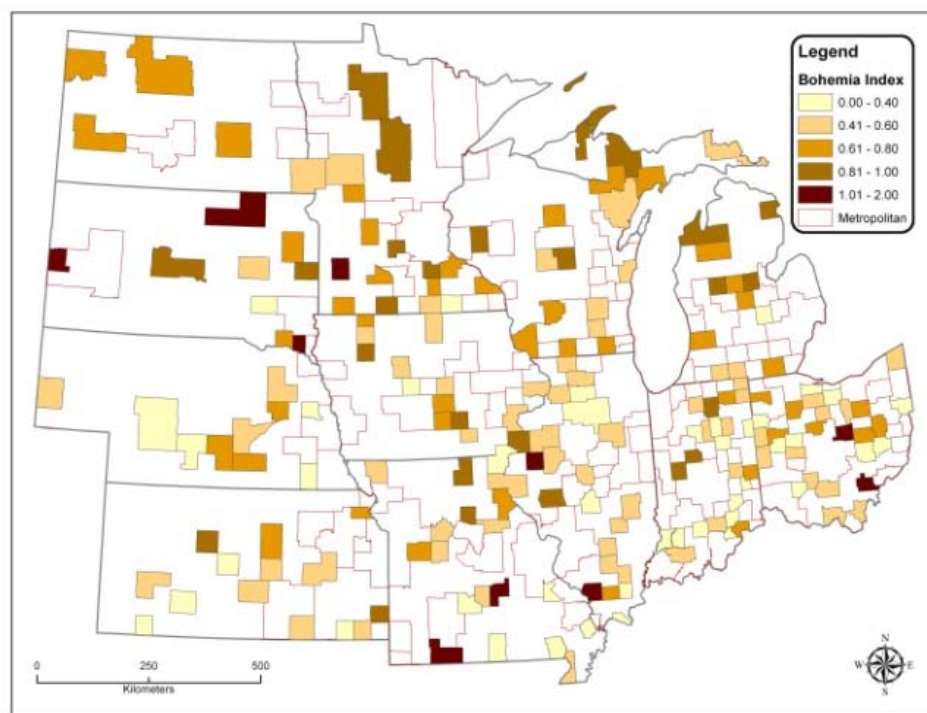 Legend
Bohemia Index
0.00 - 0.40
0.41 - 0.60
0.61 - 0.80
0.81 - 1.00
1.01 - 2.00
Metropolitan
N
W E
S
0 250 500
Kilometers